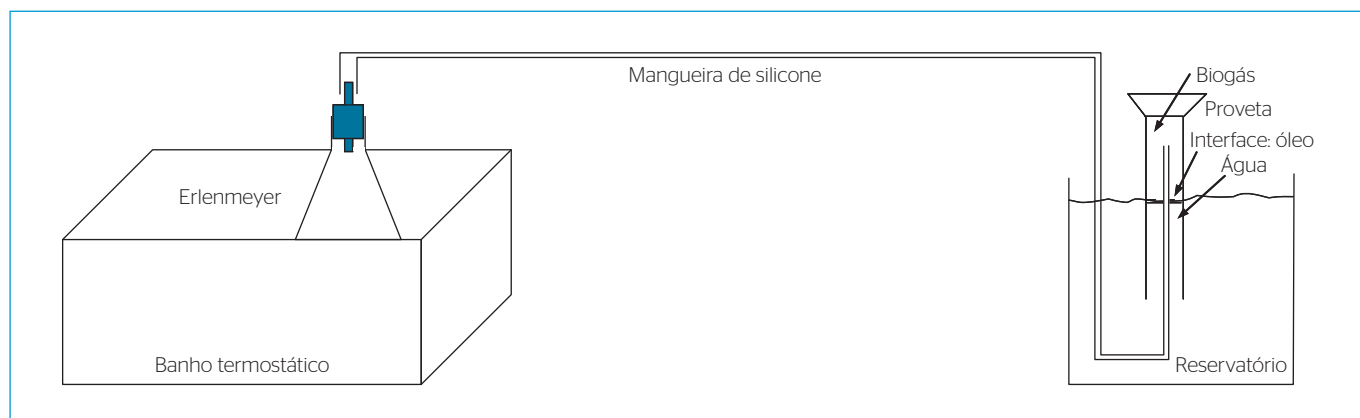 Mangueira de silicone
Biogás
Proveta
Interface: óleo
Água
Erlenmeyer
Banho termostático
Reservatório